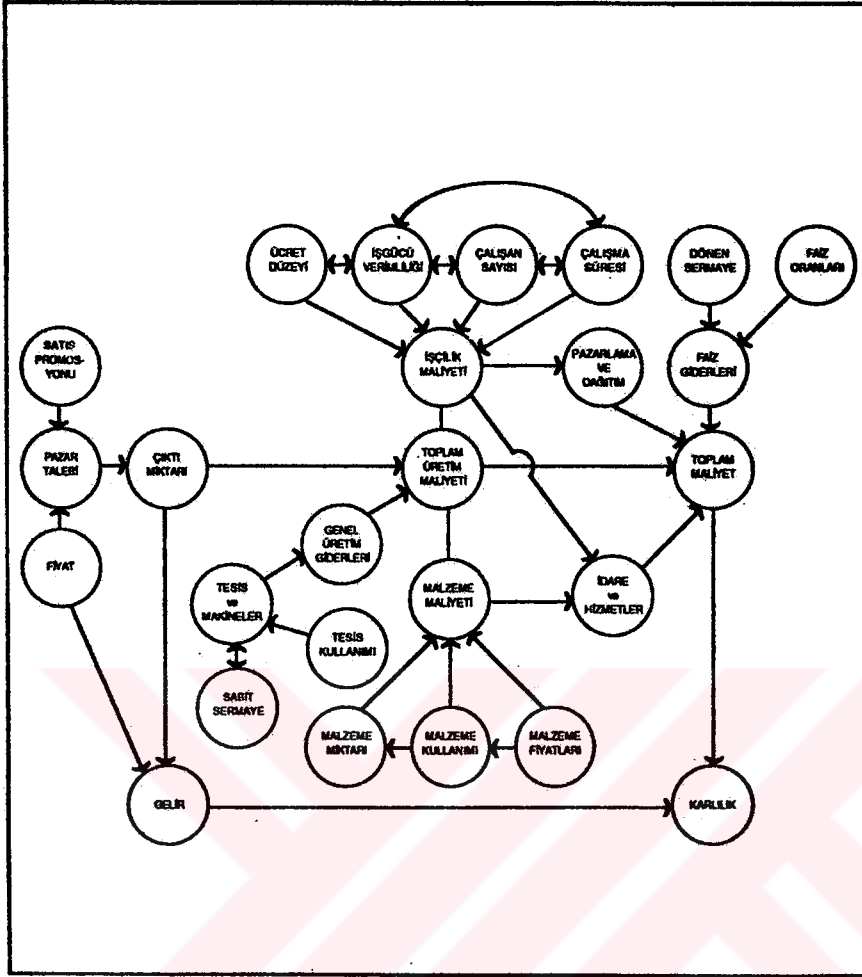 ÜCRET
DÜZEYİ
İŞGÜCÜ
VERİMLİLİĞİ
ÇALIŞAN
SAYISI
ÇALIŞMA
SÜRESİ
DÖNEN
SERMAYE
FAİZ
ORANLARI
SATIŞ
PROMOS-
YONU
İŞÇİLİK
MALİYETİ
PAZARLAMA
VE
DAĞITIM
FAİZ
GİDERLERİ
PAZAR
TALEBİ
ÇIKTI
MİKTARI
TOPLAM
ÜRETİM
MALİYETİ
TOPLAM
MALİYET
FİYAT
GENEL
ÜRETİM
GİDERLERİ
TESİS
ve
MAKİNELER
MALZEME
MALİYETİ
İDARE
ve
HİZMETLER
TESİS
KULLANIMI
SABİT
SERMAYE
MALZEME
MİKTARI
MALZEME
KULLANIMI
MALZEME
FİYATLARI
GELİR
KARLILIK